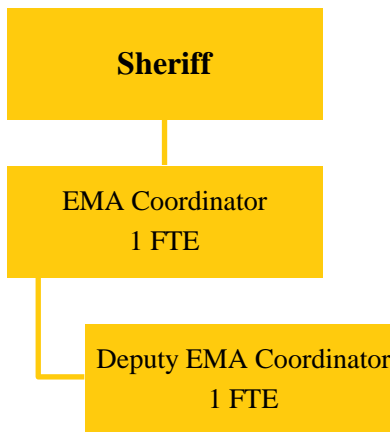 Sheriff
EMA Coordinator
1 FTE
Deputy EMA Coordinator
1 FTE